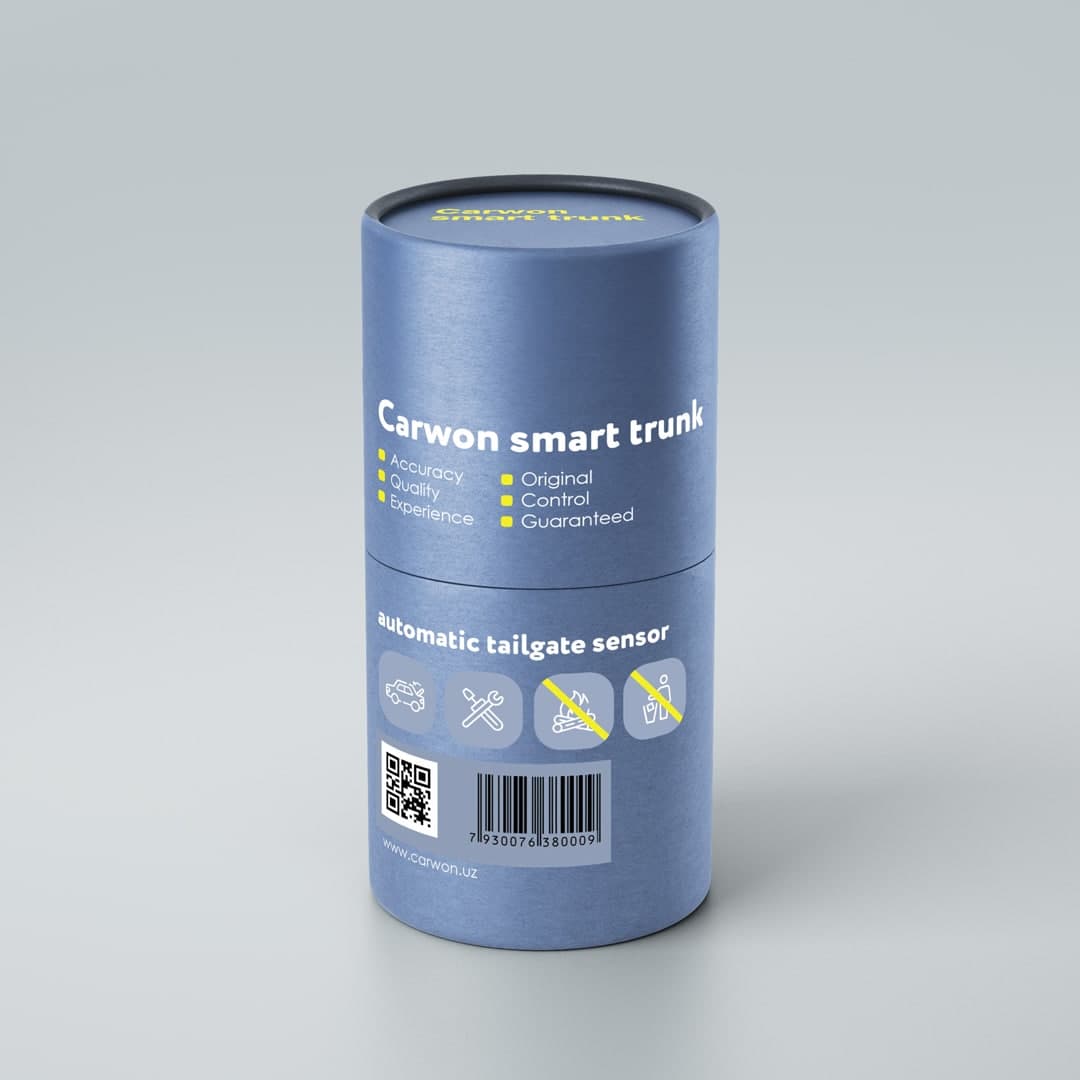 Carwon
smart trunk
Carwon smart trunk
Accuracy
Quality
Experience
Original
Control
Guaranteed
automatic tailgate sensor
7 930076 380009
www.carwon.uz